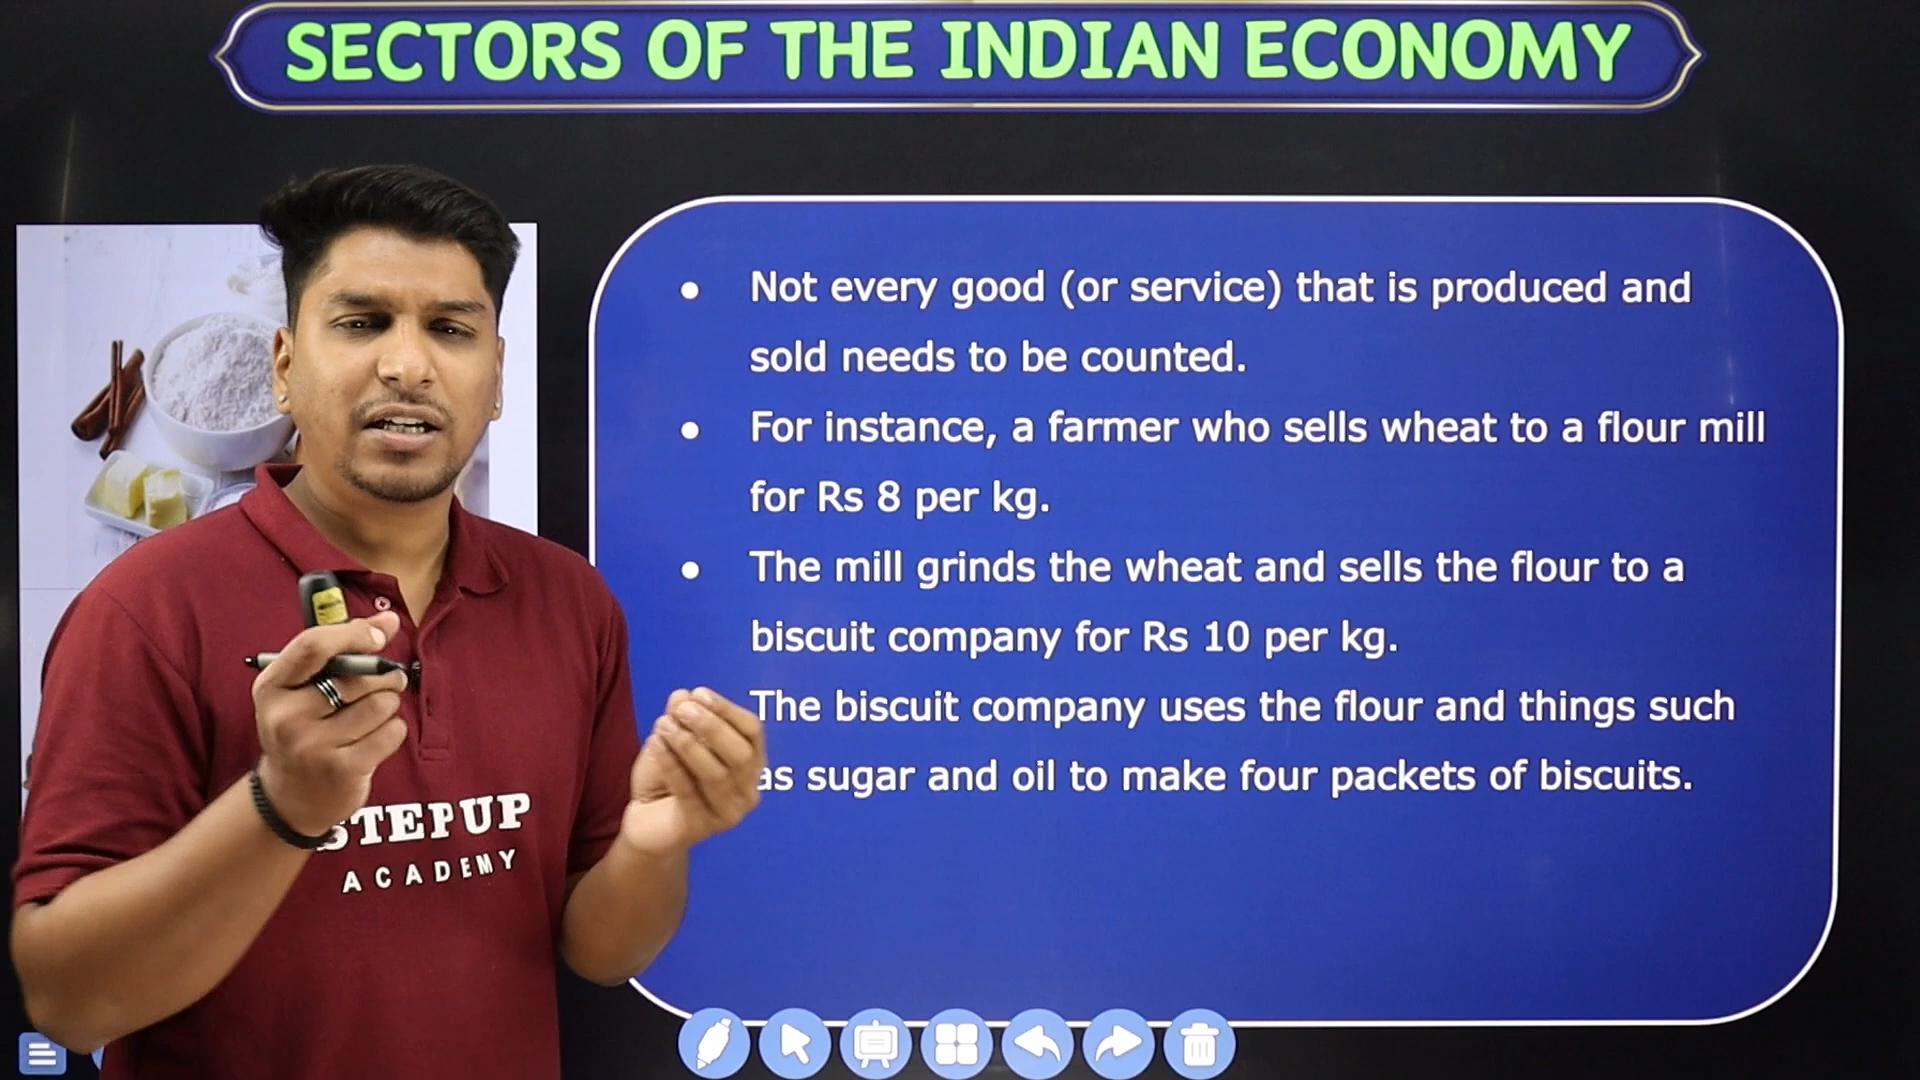 SECTORS OF THE INDIAN ECONOMY
Not every good (or service) that is produced and
sold needs to be counted.
For instance, a farmer who sells wheat to a flour mill
for Rs 8 per kg.
The mill grinds the wheat and sells the flour to a
biscuit company for Rs 10 per kg.
The biscuit company uses the flour and things such
as sugar and oil to make four packets of biscuits.
STEPUP
ACADEMY